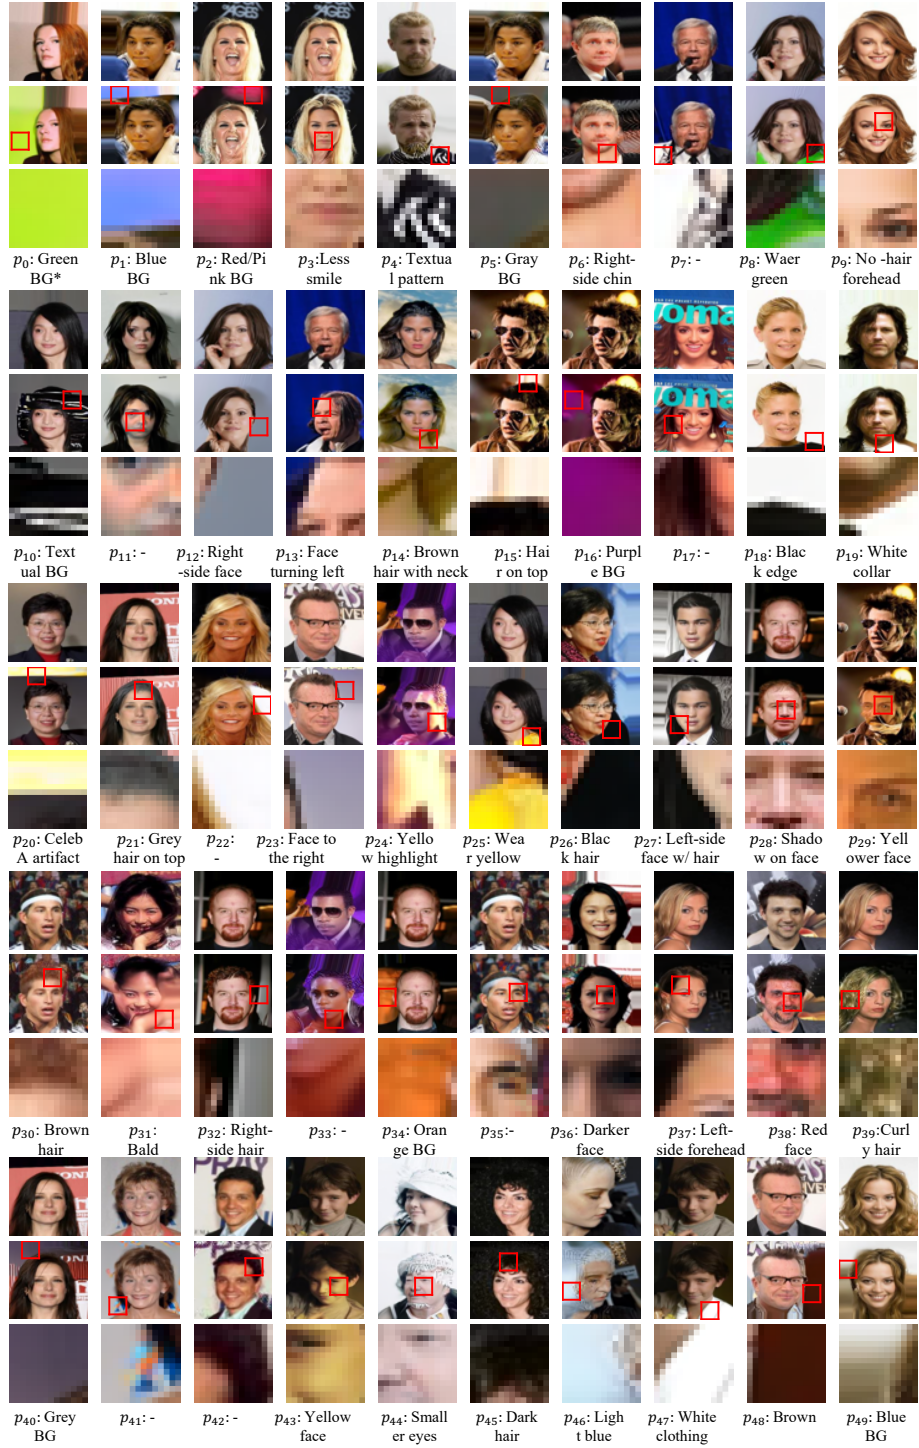 p0: Green BG*
p1: Blue BG
p2: Red/Pi nk BG
p3:Less smile
p4: Textua l pattern
p5: Gray BG
p6: Right- side chin
p7: -
p8: Waer green
p9: No -hair forehead
woma
woma
p10: Text ual BG
p11: -
p12: Right -side face
p13: Face turning left
p14: Brown hair with neck
p15: Hai r on top
p16: Purpl e BG
p17: -
p18: Blac k edge
p19: White collar
p20: Celeb A artifact
p21: Grey hair on top
p22: -
p23: Face to the right
p24: Yello w highlight
p25: Wea r yellow
p26: Blac k hair
p27: Left-side face w/ hair
p28: Shado w on face
p29: Yell ower face
p30: Brown hair
p31: Bald
p32: Right- side hair
p33: -
p34: Oran ge BG
p35:-
p36: Darker face
p37: Left- side forehead
p38: Red face
p39:Curl y hair
p40: Grey BG
p41: -
p42: -
p43: Yellow face
p44: Small er eyes
p45: Dark hair
p46: Ligh t blue
p47: White clothing
p48: Brown
p49: Blue BG